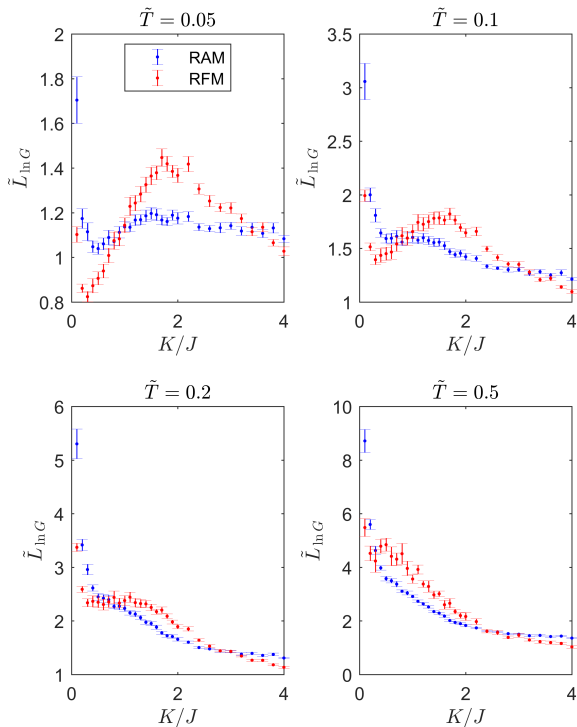 T̃ = 0.05
2
1.8
1.6
1.4
1.2
1
0.8
L̃ ln G
RAM
RFM
0 2 4
K/J
T̃ = 0.1
3.5
3
2.5
2
1.5
1
L̃ ln G
0 2 4
K/J
T̃ = 0.2
6
5
4
3
2
1
L̃ ln G
0 2 4
K/J
T̃ = 0.5
10
8
6
4
2
0
L̃ ln G
0 2 4
K/J